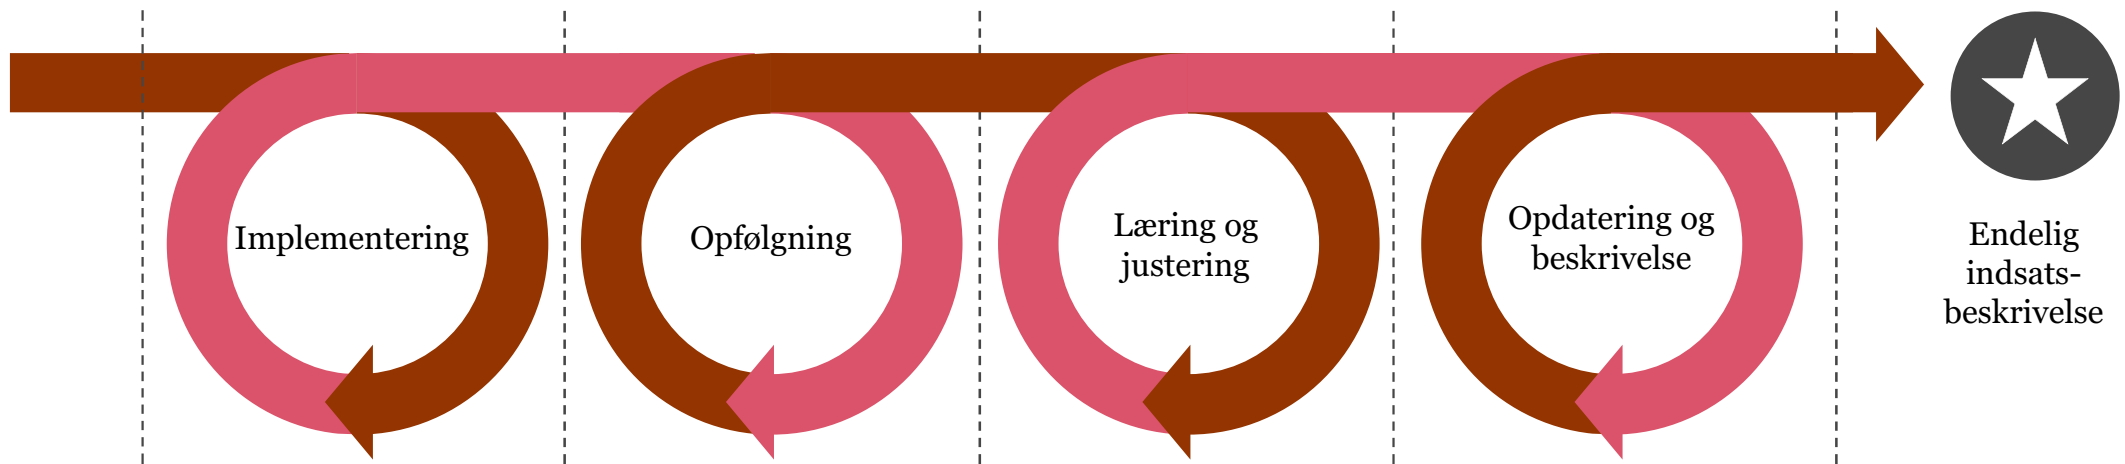 Implementering
Opfølgning
Læring og
justering
Opdatering og
beskrivelse
Endelig
indsats-
beskrivelse